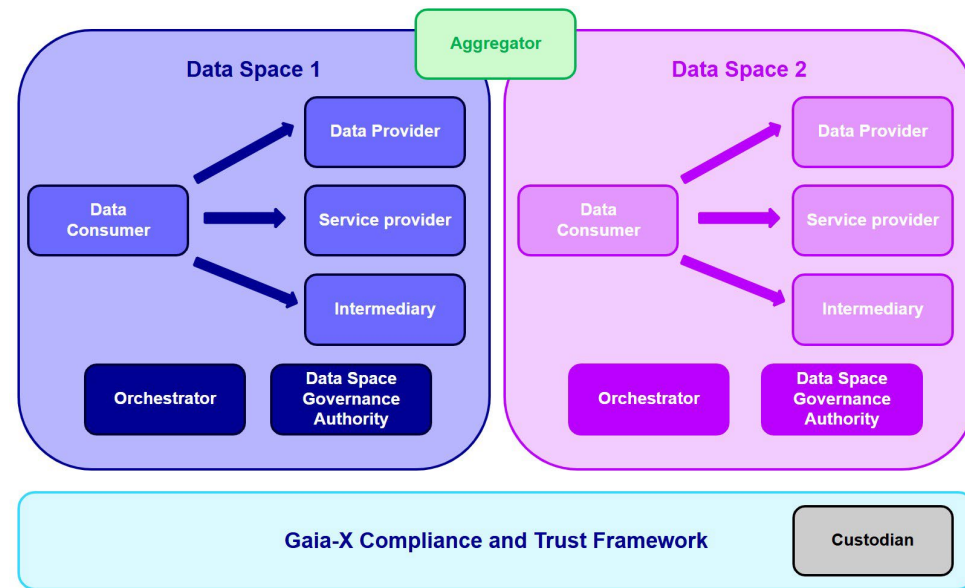 Aggregator
Data Space 1
Data Provider
Data
Consumer
Service provider
Intermediary
Orchestrator
Data Space
Governance
Authority
Data Space 2
Data Provider
Data
Consumer
Service provider
Intermediary
Orchestrator
Data Space
Governance
Authority
Gaia-X Compliance and Trust Framework
Custodian